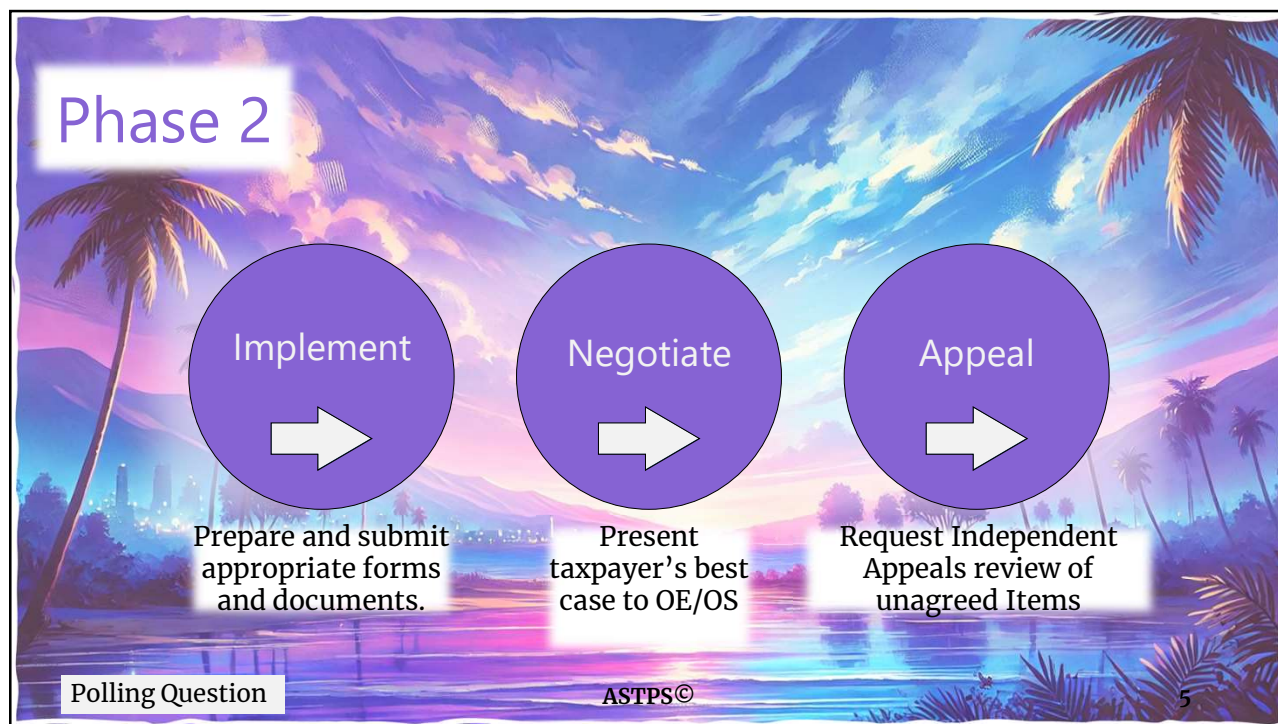 Phase 2
Implement
Prepare and submit
appropriate forms
and documents.
Negotiate
Present
taxpayer’s best
case to OE/OS
Appeal
Request Independent
Appeals review of
unagreed Items
Polling Question
ASTPS©
5